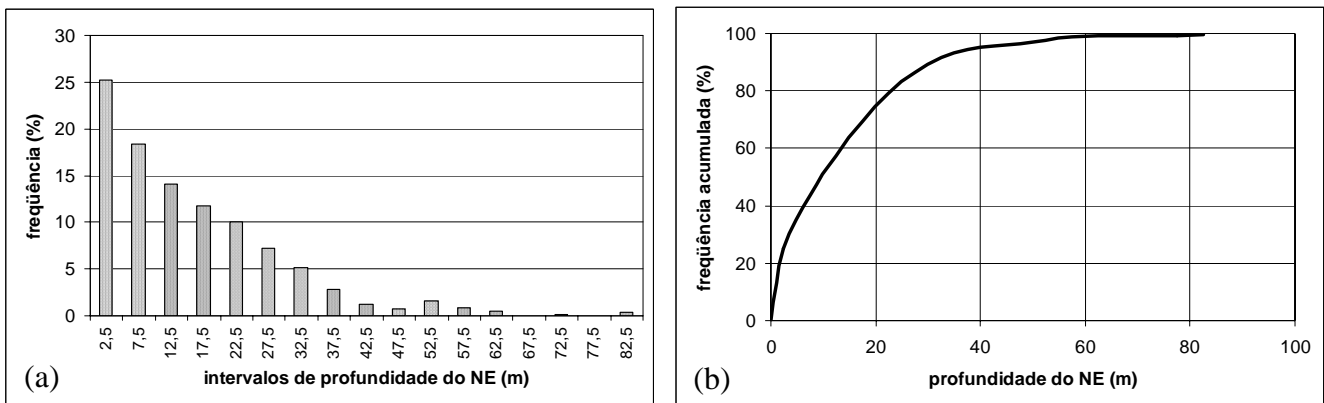 30
25
20
15
10
5
0
freqüência (%)
2,5 7,5 12,5 17,5 22,5 27,5 32,5 37,5 42,5 47,5 52,5 57,5 62,5 67,5 72,5 77,5 82,5
intervalos de profundidade do NE (m)
(a)
100
80
60
40
20
0
freqüência acumulada (%)
0 20 40 60 80 100
profundidade do NE (m)
(b)